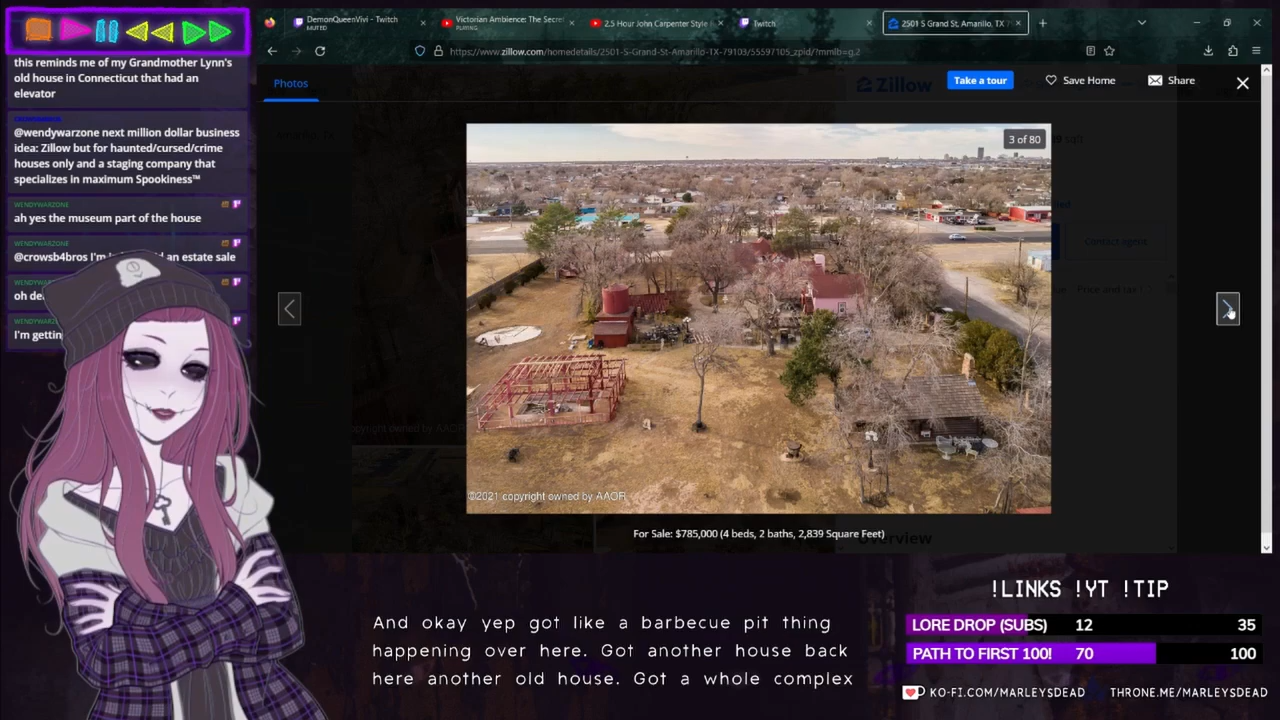 DemonQueenVivi - Twitch
MUTED
Victorian Ambience: The Secret
PLAYING
2.5 Hour John Carpenter Style
Twitch
2501 S Grand St, Amarillo, TX
https://www.zillow.com/homedetails/2501-S-Grand-St-Amarillo-TX-79103/55597105_zpid/?mmlb=g,2
Photos
Zillow
Take a tour
Save Home
Share
this reminds me of my Grandmother Lynn's
old house in Connecticut that had an
elevator
@wendywarzone next million dollar business
idea: Zillow but for haunted/cursed/crime
houses only and a staging company that
specializes in maximum Spookiness™
WENDYWARZONE
ah yes the museum part of the house
WENDYWARZONE
@crowsb4bros I'm an estate sale
oh de
I'm gettin
3 of 80
Contact agent
©2021 copyright owned by AAOR
For Sale: $785,000 (4 beds, 2 baths, 2,839 Square Feet)
Overview
And okay yep got like a barbecue pit thing
happening over here. Got another house back
here another old house. Got a whole complex
!LINKS !YT !TIP
LORE DROP (SUBS) 12 35
PATH TO FIRST 100! 70 100
KO-FI.COM/MARLEYSDEAD THRONE.ME/MARLEYSDEAD